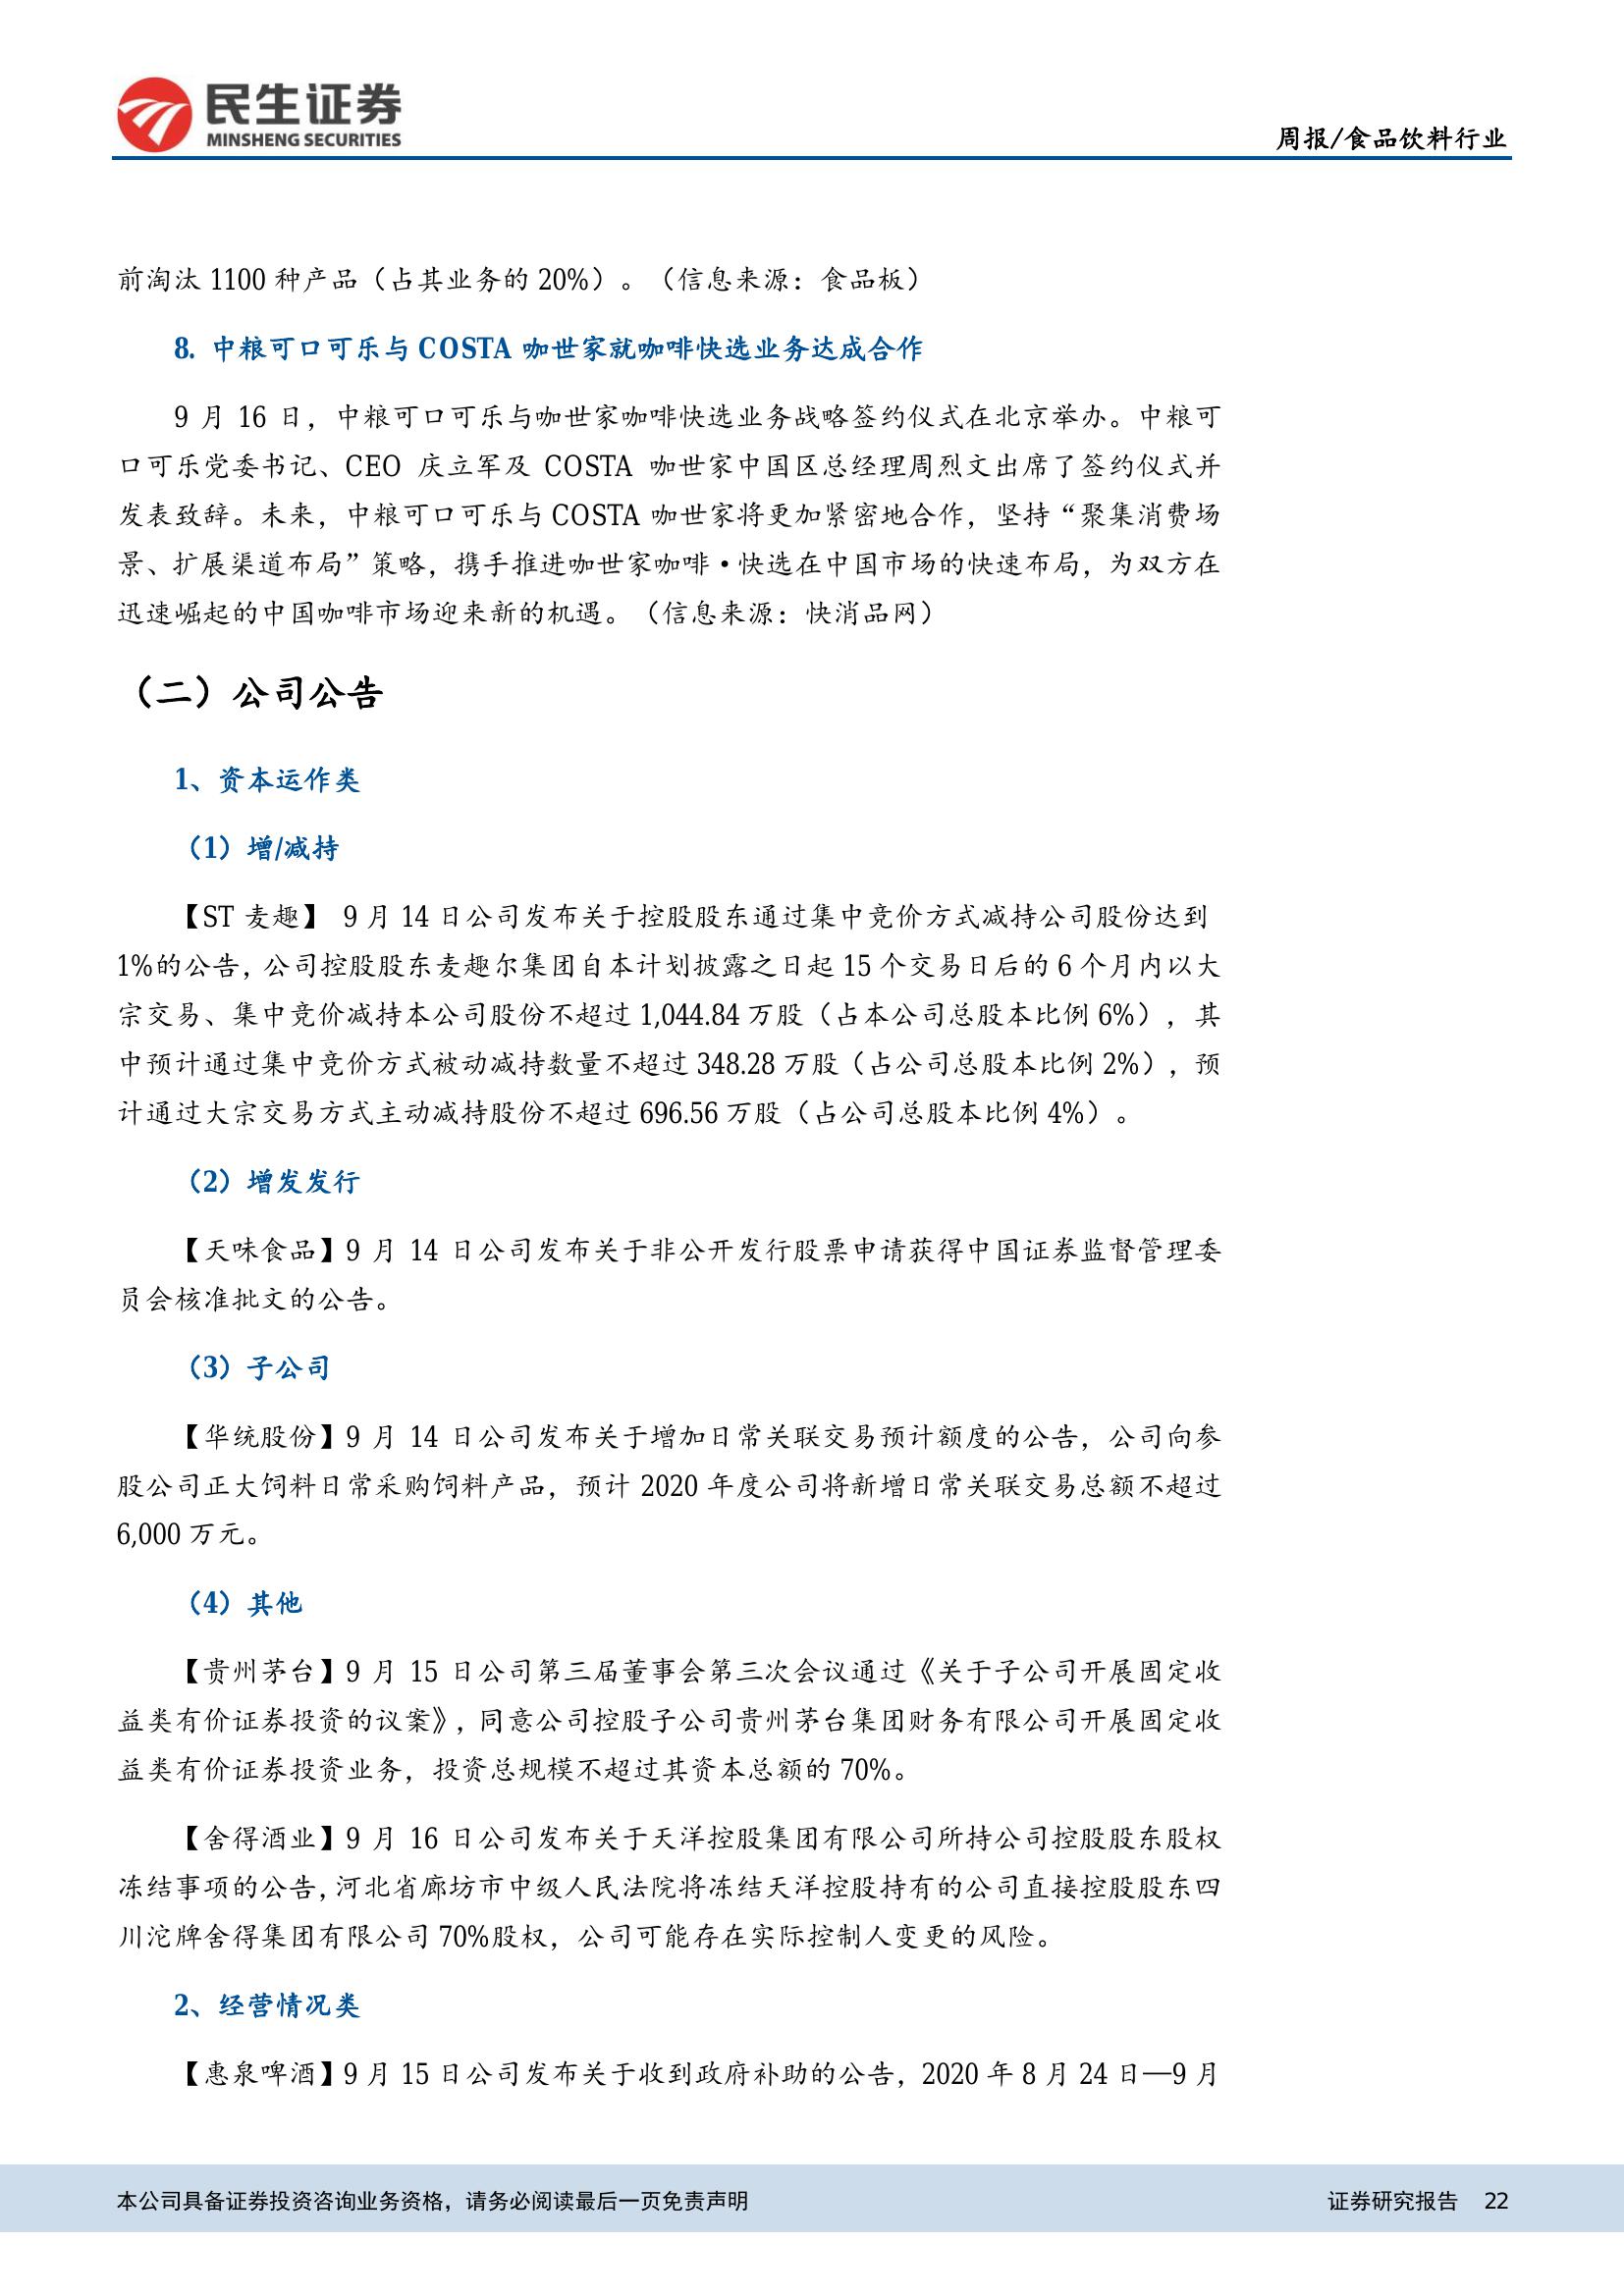 民生证券
MINSHENG SECURITIES
周报/食品饮料行业
前淘汰 1100 种产品（占其业务的 20%）。（信息来源：食品板）
8. 中粮可口可乐与 COSTA 咖世家就咖啡快选业务达成合作
9 月 16 日，中粮可口可乐与咖世家咖啡快选业务战略签约仪式在北京举办。中粮可
口可乐党委书记、CEO 庆立军及 COSTA 咖世家中国区总经理周烈文出席了签约仪式并
发表致辞。未来，中粮可口可乐与 COSTA 咖世家将更加紧密地合作，坚持“聚集消费场
景、扩展渠道布局”策略，携手推进咖世家咖啡•快选在中国市场的快速布局，为双方在
迅速崛起的中国咖啡市场迎来新的机遇。（信息来源：快消品网）
（二）公司公告
1、资本运作类
（1）增/减持
【ST 麦趣】 9 月 14 日公司发布关于控股股东通过集中竞价方式减持公司股份达到
1%的公告，公司控股股东麦趣尔集团自本计划披露之日起 15 个交易日后的 6 个月内以大
宗交易、集中竞价减持本公司股份不超过 1,044.84 万股（占本公司总股本比例 6%），其
中预计通过集中竞价方式被动减持数量不超过 348.28 万股（占公司总股本比例 2%），预
计通过大宗交易方式主动减持股份不超过 696.56 万股（占公司总股本比例 4%）。
（2）增发发行
【天味食品】9 月 14 日公司发布关于非公开发行股票申请获得中国证券监督管理委
员会核准批文的公告。
（3）子公司
【华统股份】9 月 14 日公司发布关于增加日常关联交易预计额度的公告，公司向参
股公司正大饲料日常采购饲料产品，预计 2020 年度公司将新增日常关联交易总额不超过
6,000 万元。
（4）其他
【贵州茅台】9 月 15 日公司第三届董事会第三次会议通过《关于子公司开展固定收
益类有价证券投资的议案》，同意公司控股子公司贵州茅台集团财务有限公司开展固定收
益类有价证券投资业务，投资总规模不超过其资本总额的 70%。
【舍得酒业】9 月 16 日公司发布关于天洋控股集团有限公司所持公司控股股东股权
冻结事项的公告，河北省廊坊市中级人民法院将冻结天洋控股持有的公司直接控股股东四
川沱牌舍得集团有限公司 70%股权，公司可能存在实际控制人变更的风险。
2、经营情况类
【惠泉啤酒】9 月 15 日公司发布关于收到政府补助的公告，2020 年 8 月 24 日—9 月
本公司具备证券投资咨询业务资格，请务必阅读最后一页免责声明
证券研究报告 22